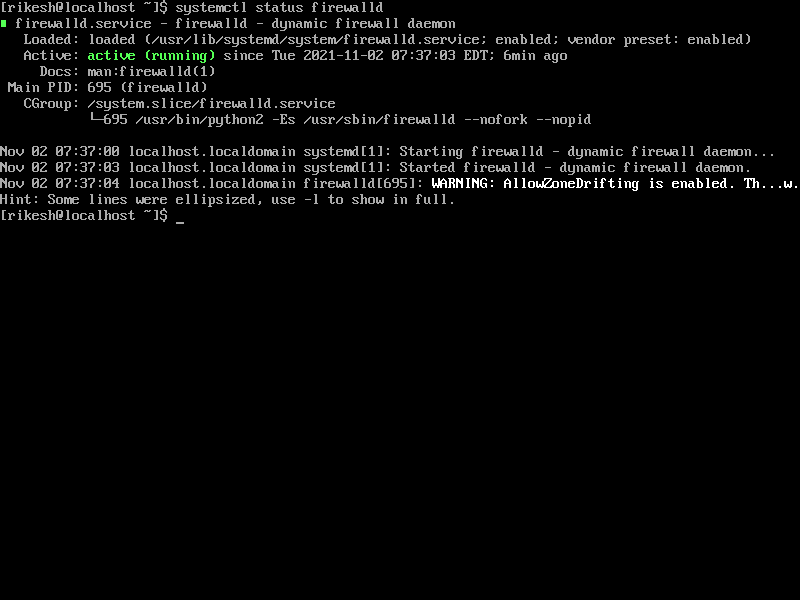 [rikesh@localhost ~]$ systemctl status firewalld
firewalld.service - firewalld - dynamic firewall daemon
   Loaded: loaded (/usr/lib/systemd/system/firewalld.service; enabled; vendor preset: enabled)
   Active: active (running) since Tue 2021-11-02 07:37:03 EDT; 6min ago
     Docs: man:firewalld(1)
 Main PID: 695 (firewalld)
   CGroup: /system.slice/firewalld.service
           └─695 /usr/bin/python2 -Es /usr/sbin/firewalld --nofork --nopid
Nov 02 07:37:00 localhost.localdomain systemd[1]: Starting firewalld - dynamic firewall daemon...
Nov 02 07:37:03 localhost.localdomain systemd[1]: Started firewalld - dynamic firewall daemon.
Nov 02 07:37:04 localhost.localdomain firewalld[695]: WARNING: AllowZoneDrifting is enabled. Th...w.
Hint: Some lines were ellipsized, use -l to show in full.
[rikesh@localhost ~]$ _